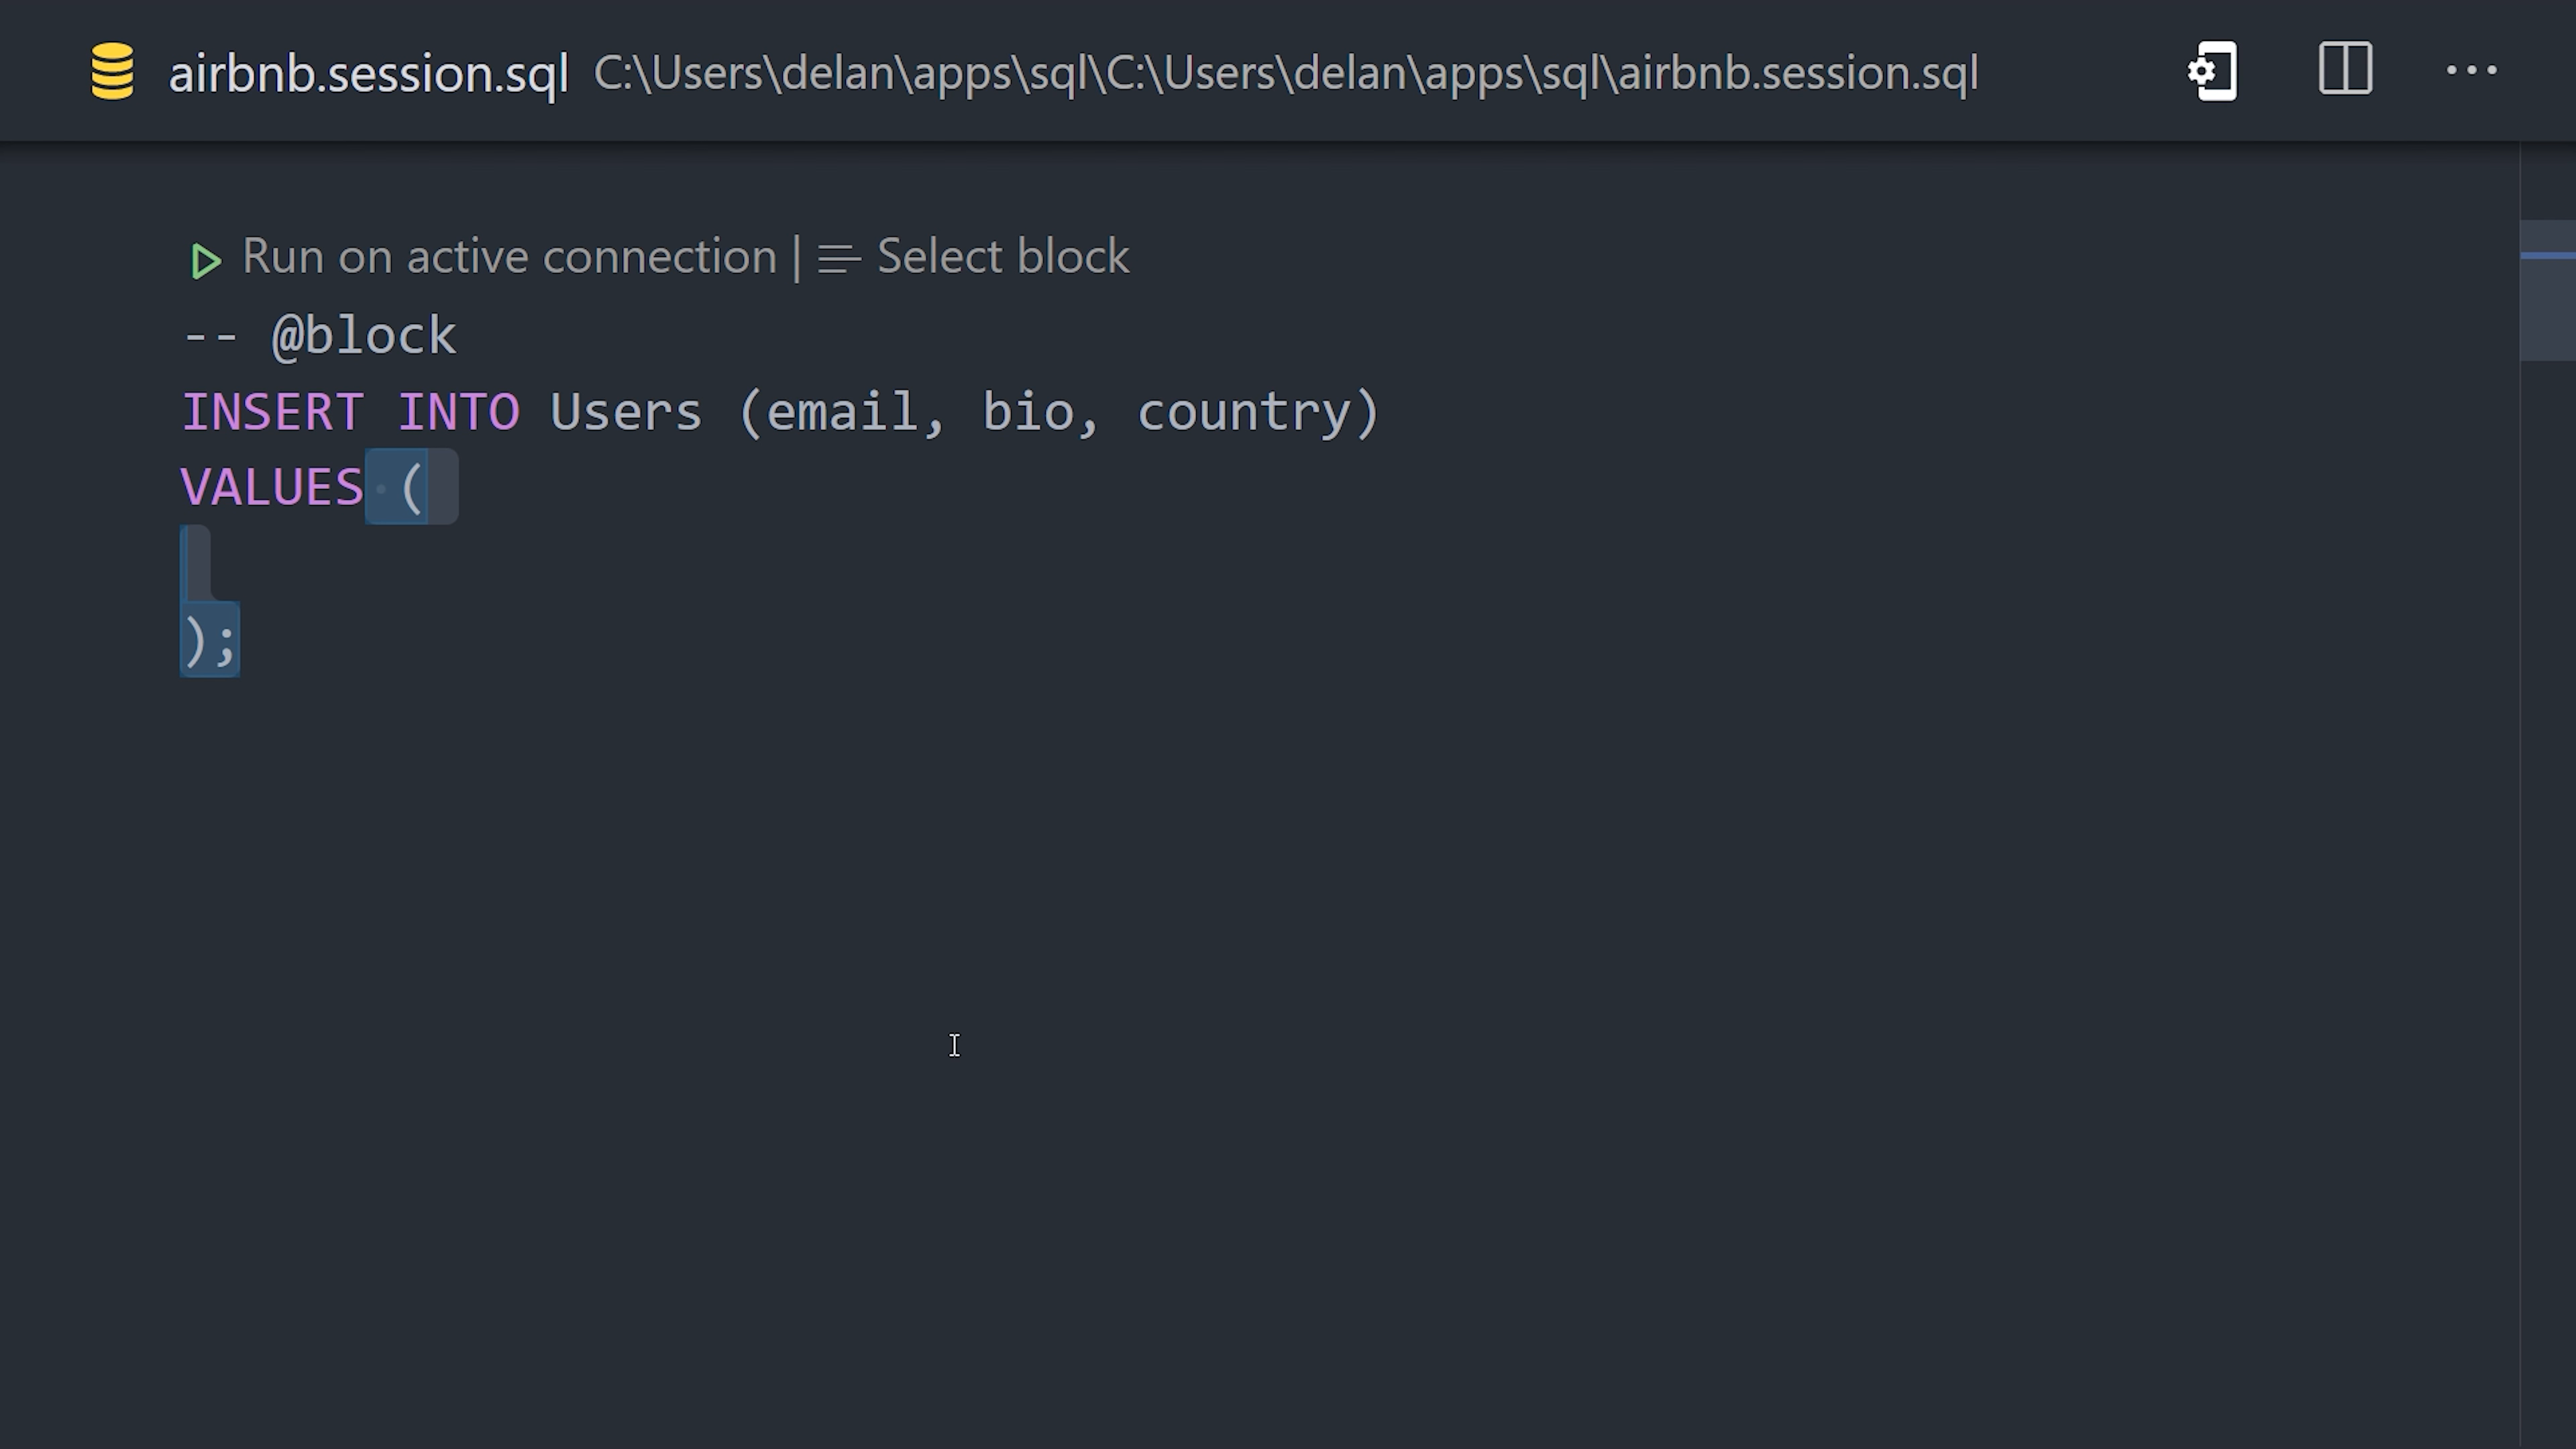 airbnb.session.sql C:\Users\delan\apps\sql\C:\Users\delan\apps\sql\airbnb.session.sql
Run on active connection | Select block
-- @block
INSERT INTO Users (email, bio, country)
VALUES (
);